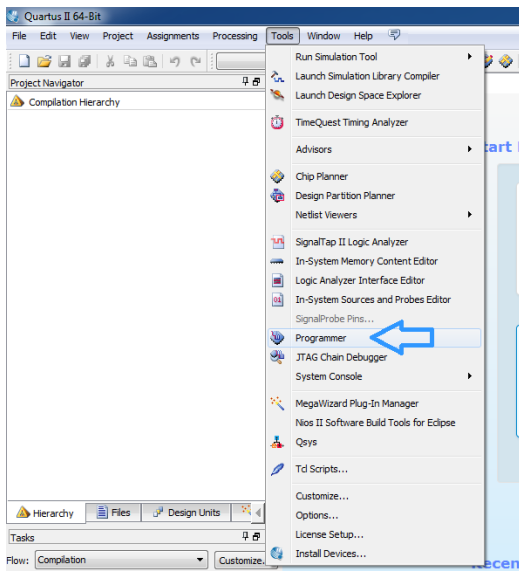 Quartus II 64-Bit
File Edit View Project Assignments Processing Tools Window Help
Project Navigator
Compilation Hierarchy
Run Simulation Tool
Launch Simulation Library Compiler
Launch Design Space Explorer
TimeQuest Timing Analyzer
Advisors
Chip Planner
Design Partition Planner
Netlist Viewers
SignalTap II Logic Analyzer
In-System Memory Content Editor
Logic Analyzer Interface Editor
In-System Sources and Probes Editor
SignalProbe Pins...
Programmer
JTAG Chain Debugger
System Console
MegaWizard Plug-In Manager
Nios II Software Build Tools for Eclipse
Qsys
Tcl Scripts...
Customize...
Options...
License Setup...
Install Devices...
Hierarchy Files Design Units
Tasks
Flow: Compilation Customize...